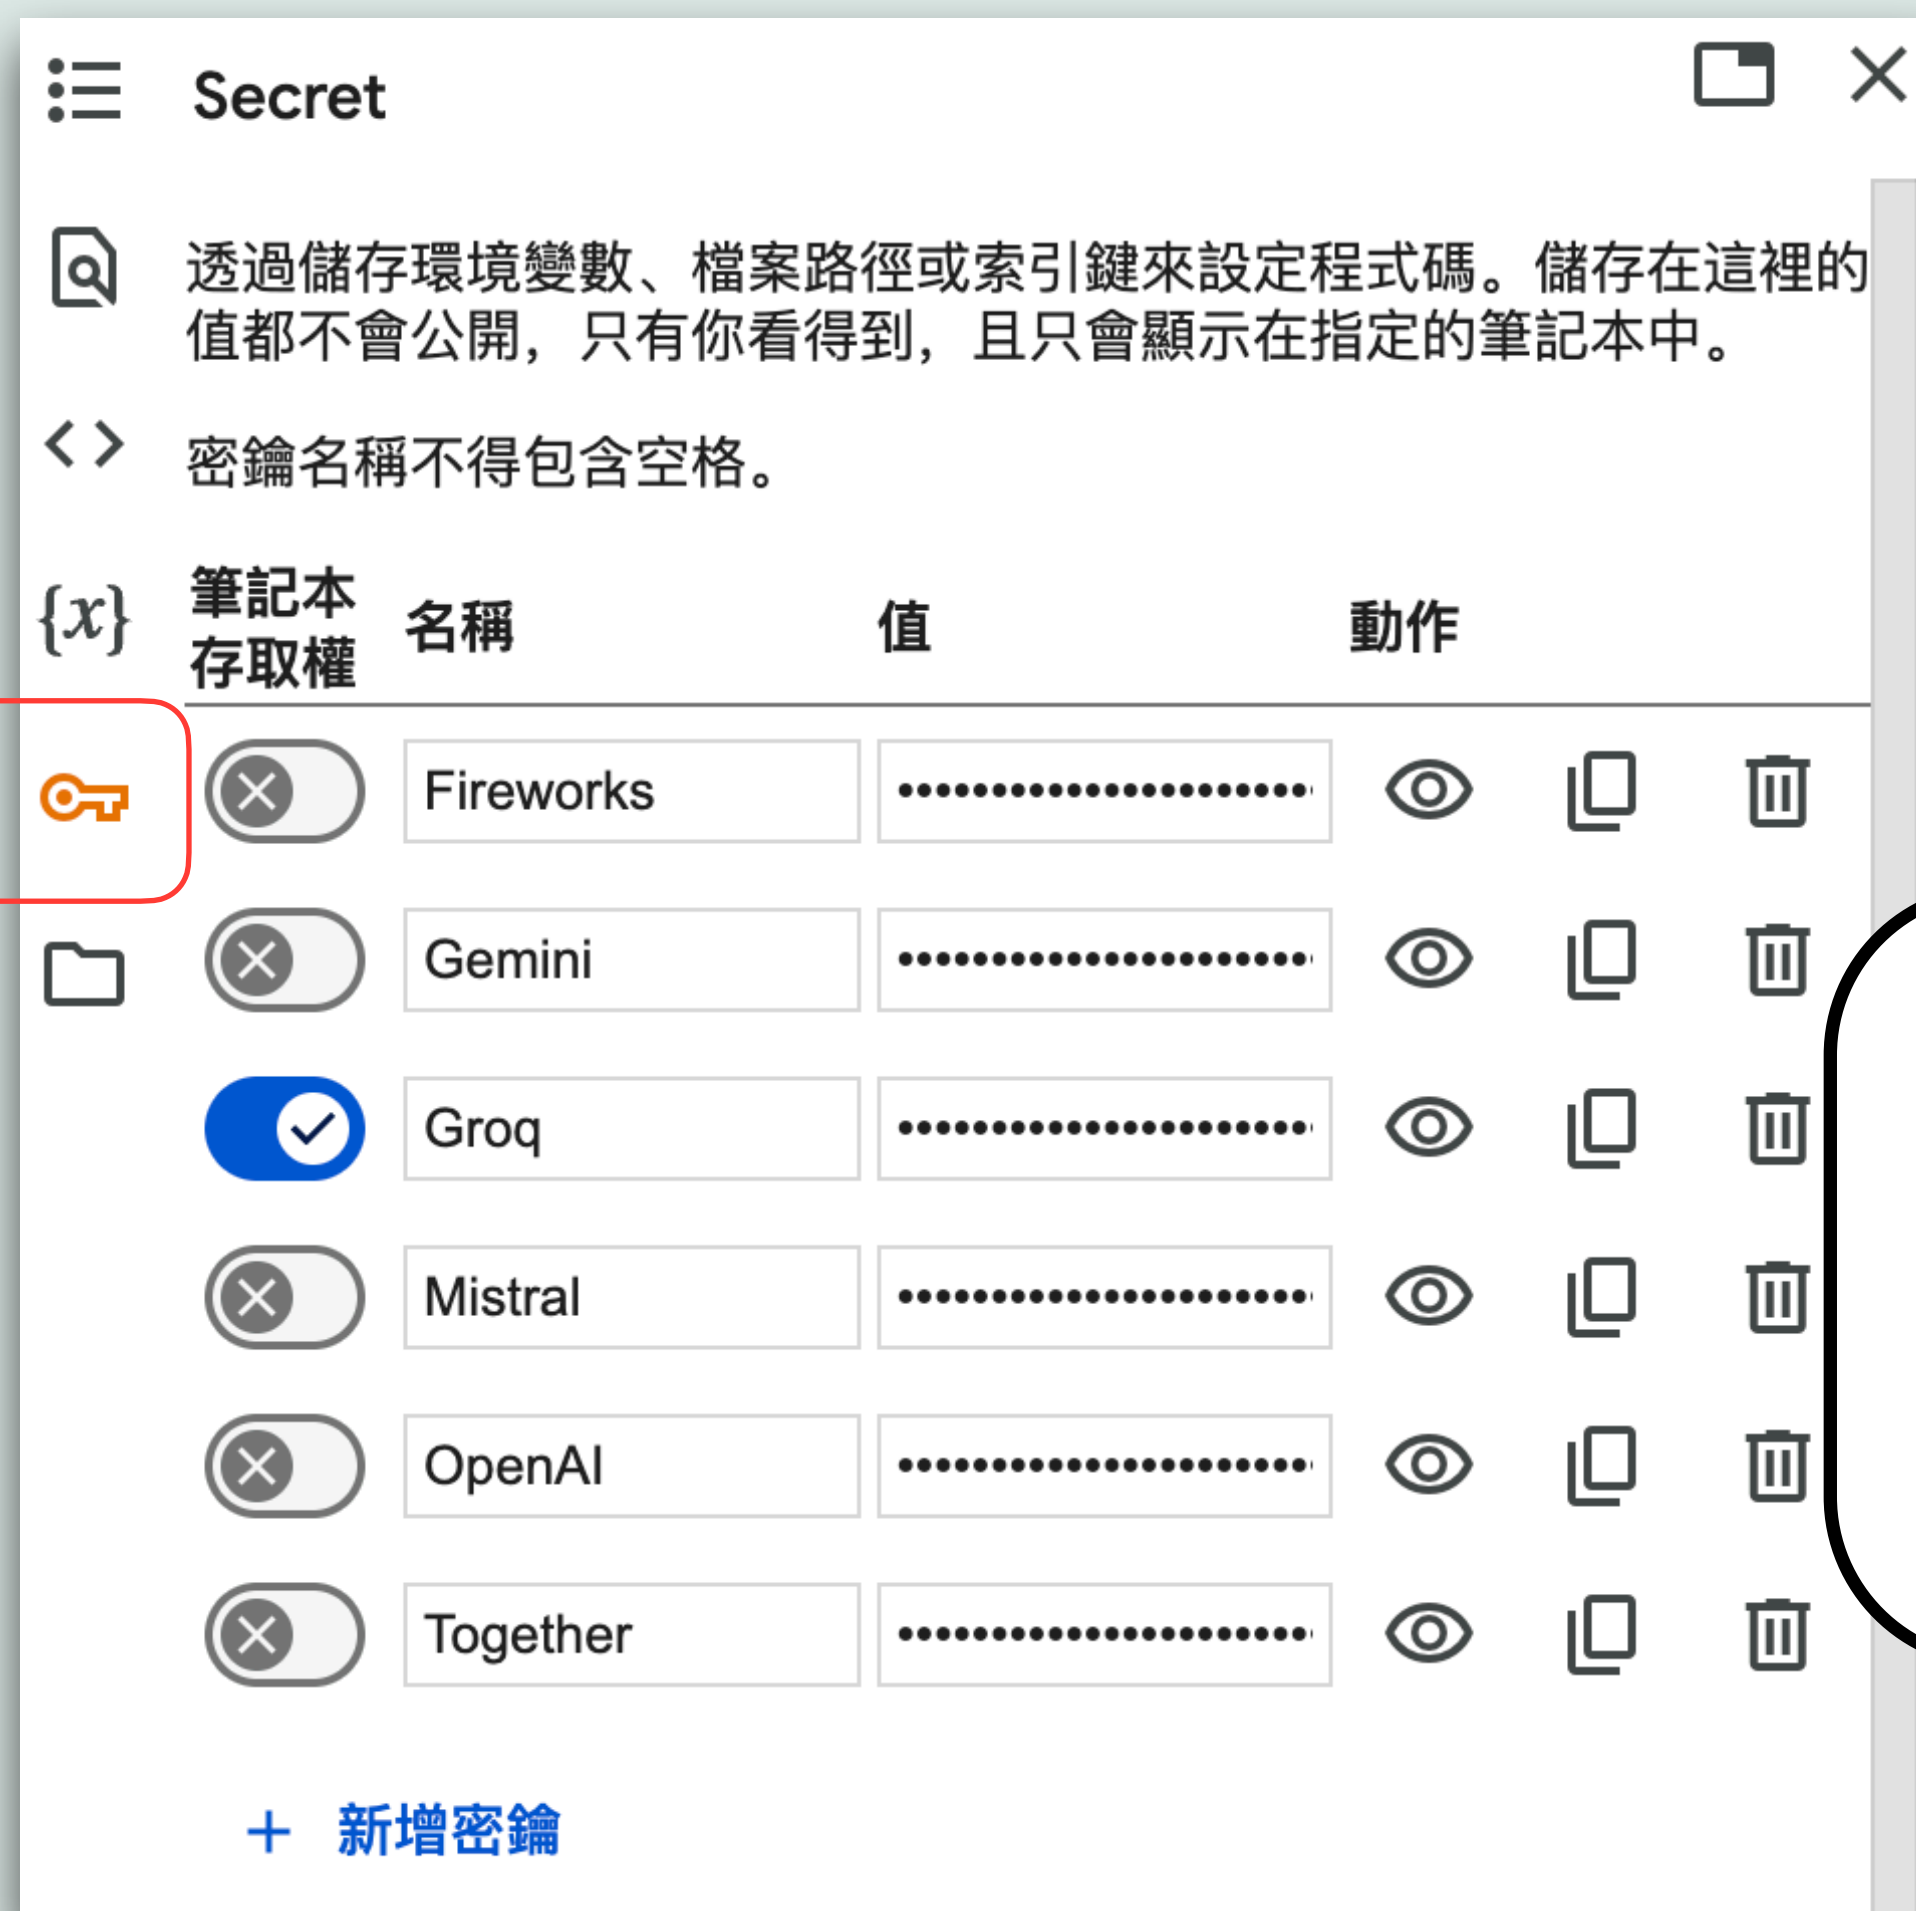 Secret
透過儲存環境變數、檔案路徑或索引鍵來設定程式碼。儲存在這裡的
值都不會公開，只有你看得到，且只會顯示在指定的筆記本中。
密鑰名稱不得包含空格。
{x}
筆記本
存取權
名稱
值
動作
Fireworks
Gemini
Groq
Mistral
OpenAI
Together
+ 新增密鑰